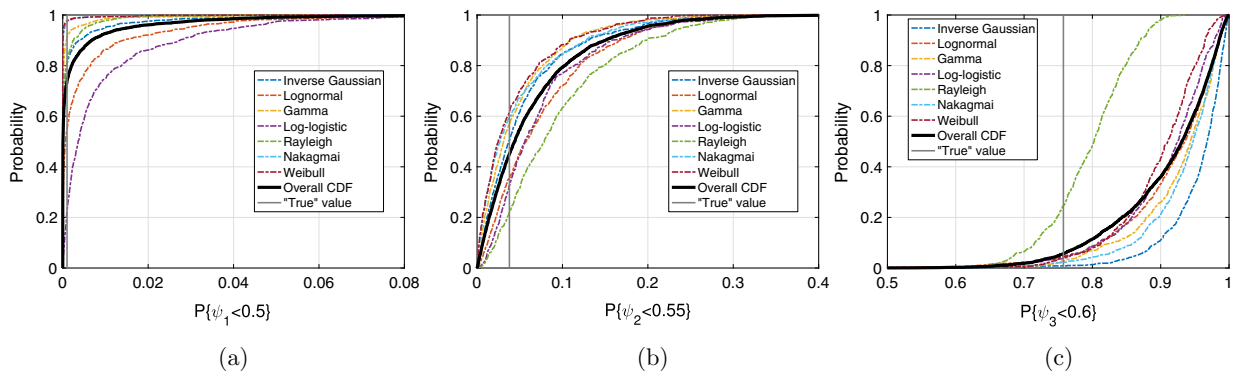 1
0.8
0.6
0.4
0.2
0
Probability
Inverse Gaussian
Lognormal
Gamma
Log-logistic
Rayleigh
Nakagmai
Weibull
Overall CDF
"True" value
0 0.02 0.04 0.06 0.08
P{ψ₁<0.5}
(a)
1
0.8
0.6
0.4
0.2
0
Probability
Inverse Gaussian
Lognormal
Gamma
Log-logistic
Rayleigh
Nakagmai
Weibull
Overall CDF
"True" value
0 0.1 0.2 0.3 0.4
P{ψ₂<0.55}
(b)
1
0.8
0.6
0.4
0.2
0
Probability
Inverse Gaussian
Lognormal
Gamma
Log-logistic
Rayleigh
Nakagmai
Weibull
Overall CDF
"True" value
0.5 0.6 0.7 0.8 0.9 1
P{ψ₃<0.6}
(c)